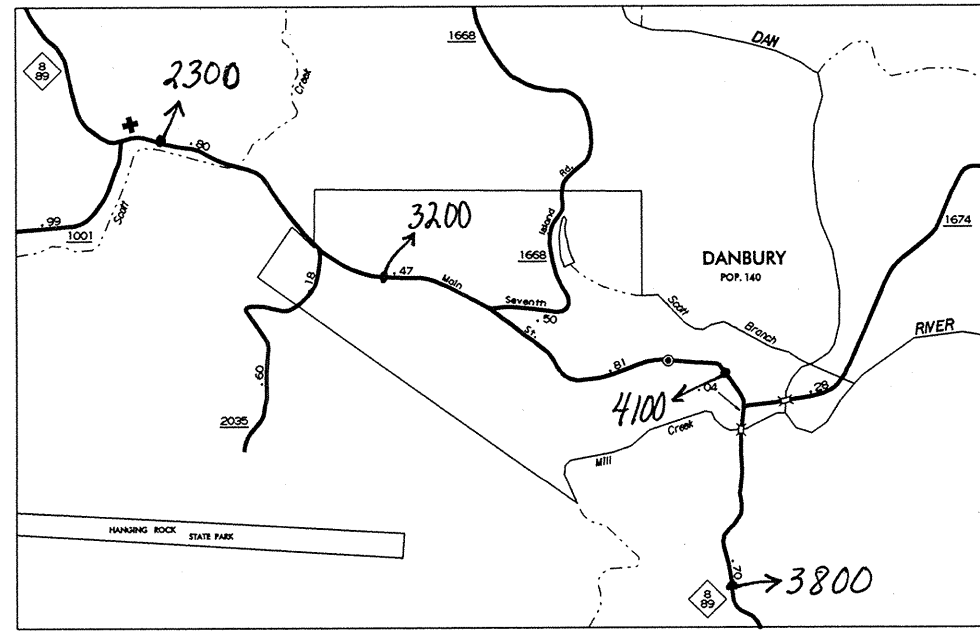 1668
DAN
8
89
2300
Creek
.80
Rd.
.99
1001
Scott
3200
Island
1674
1668
DANBURY
POP. 140
.18
.47
Main
Seventh
.50
St.
Scott
Branch
RIVER
.60
.81
.04
.28
4100
2035
Creek
Mill
HANGING ROCK STATE PARK
.70
3800
8
89